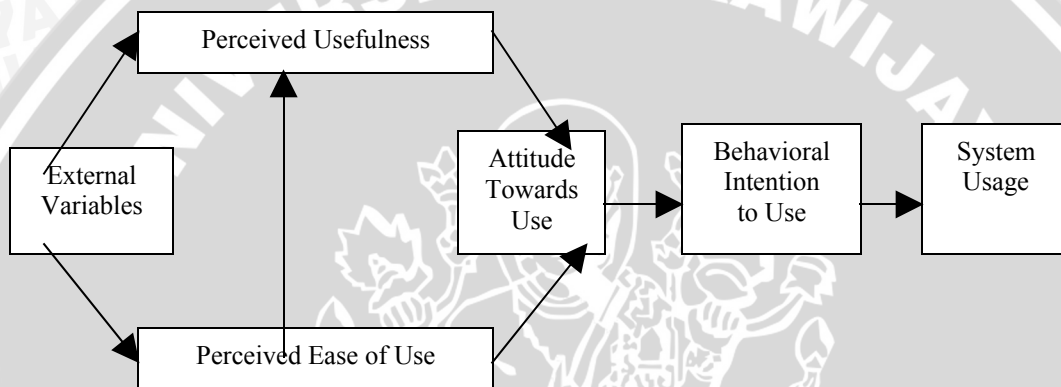 Perceived Usefulness
External
Variables
Attitude
Towards
Use
Behavioral
Intention
to Use
System
Usage
Perceived Ease of Use